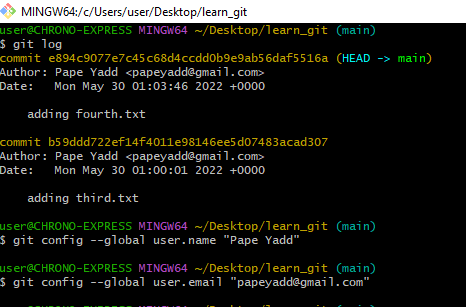 MINGW64:/c/Users/user/Desktop/learn_git
user@CHRONO-EXPRESS MINGW64 ~/Desktop/learn_git (main)
$ git log
commit e894c9077e7c45c68d4ccdd0b9e9ab56daf5516a (HEAD -> main)
Author: Pape Yadd <papeyadd@gmail.com>
Date:   Mon May 30 01:03:46 2022 +0000
    adding fourth.txt
commit b59ddd722ef14f4011e98146ee5d07483acad307
Author: Pape Yadd <papeyadd@gmail.com>
Date:   Mon May 30 01:00:01 2022 +0000
    adding third.txt
user@CHRONO-EXPRESS MINGW64 ~/Desktop/learn_git (main)
$ git config --global user.name "Pape Yadd"
user@CHRONO-EXPRESS MINGW64 ~/Desktop/learn_git (main)
$ git config --global user.email "papeyadd@gmail.com"